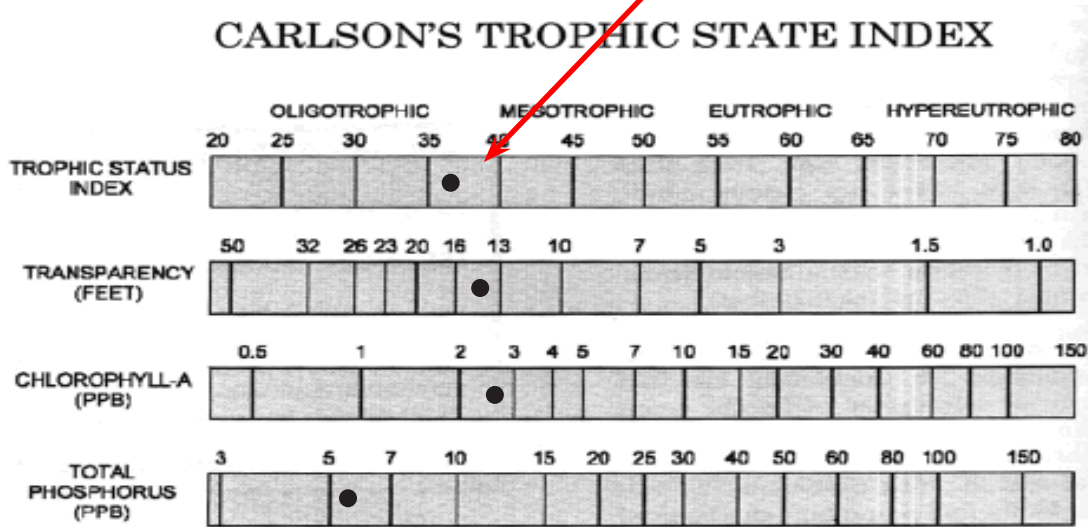 CARLSON'S TROPHIC STATE INDEX
OLIGOTROPHIC MESOTROPHIC EUTROPHIC HYPEREUTROPHIC
20 25 30 35 40 45 50 55 60 65 70 75 80
TROPHIC STATUS
INDEX
50 32 26 23 20 16 13 10 7 5 3 1.5 1.0
TRANSPARENCY
(FEET)
0.5 1 2 3 4 5 7 10 15 20 30 40 60 80 100 150
CHLOROPHYLL-A
(PPB)
3 5 7 10 15 20 25 30 40 50 60 80 100 150
TOTAL
PHOSPHORUS
(PPB)